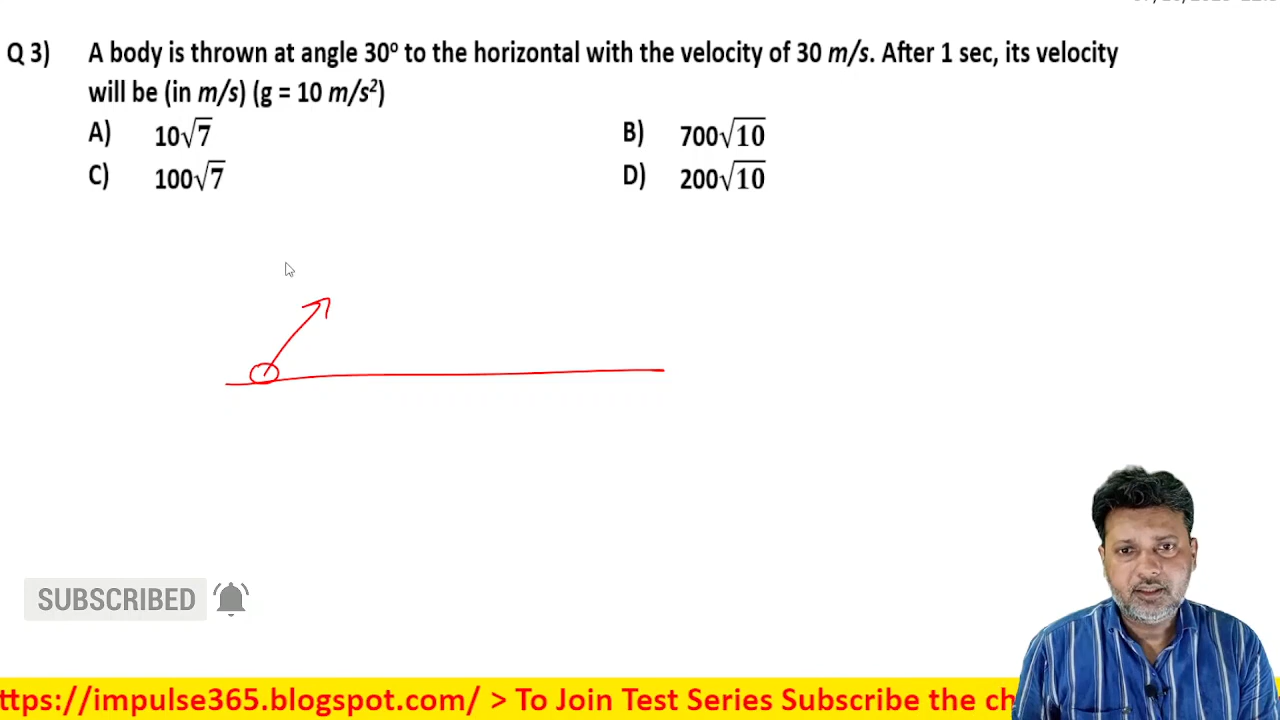 Q 3) A body is thrown at angle 30º to the horizontal with the velocity of 30 m/s. After 1 sec, its velocity
will be (in m/s) (g = 10 m/s²)
A) 10√7 B) 700√10
C) 100√7 D) 200√10
SUBSCRIBED
ttps://impulse365.blogspot.com/ > To Join Test Series Subscribe the ch